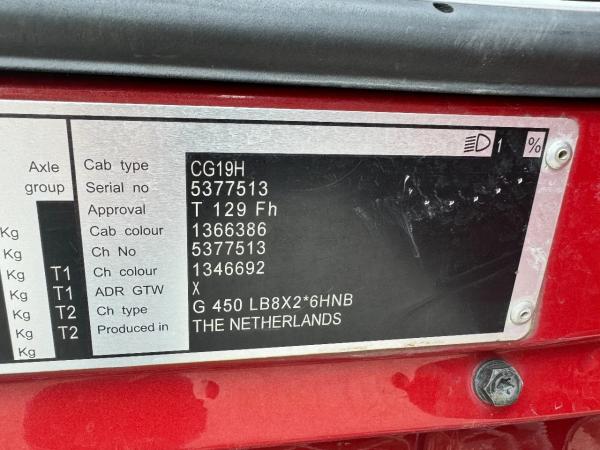 1 %
Axle group
Cab type CG19H
Serial no 5377513
Approval T 129 Fh
Kg Cab colour 1366386
Kg Ch No 5377513
Kg T1 Ch colour 1346692
Kg T1 ADR GTW X
Kg T2 Ch type G 450 LB8X2*6HNB
Kg T2 Produced in THE NETHERLANDS
Kg